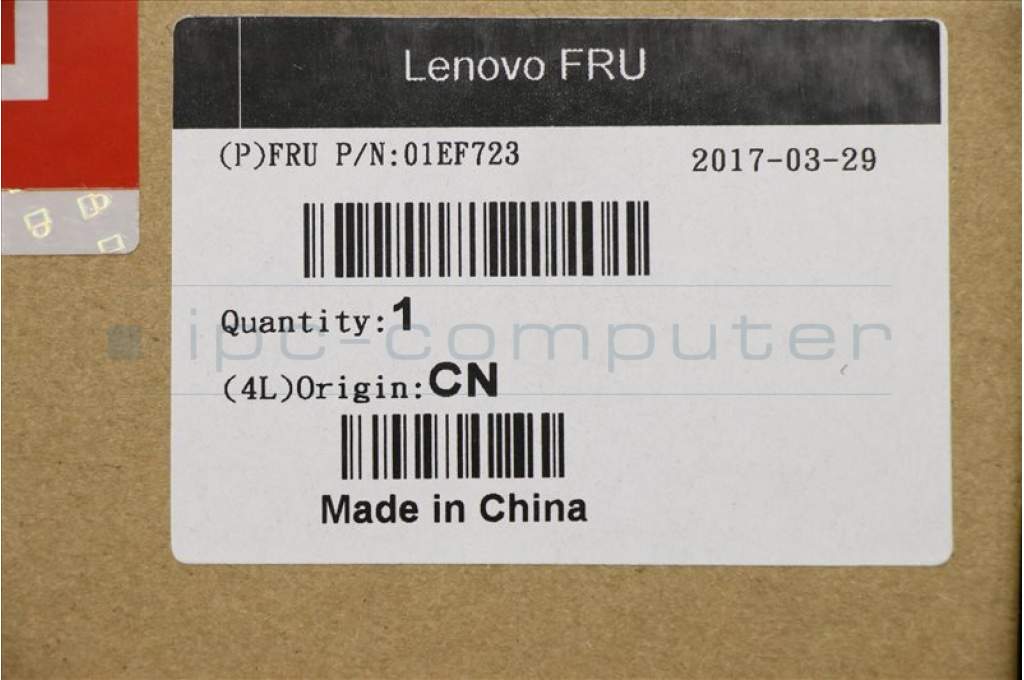 Lenovo FRU
(P)FRU P/N:01EF723 2017-03-29
Quantity:1
ipc-computer
(4L)Origin:CN
Made in China